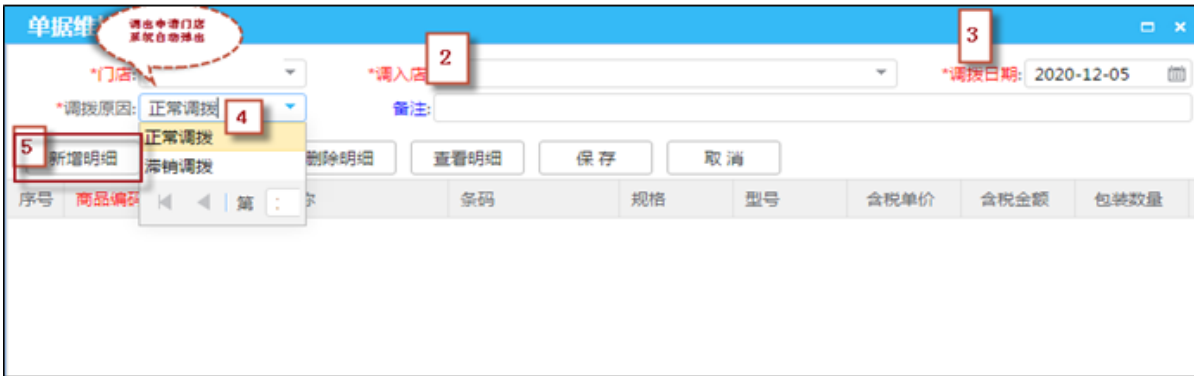 单据维
调出申请门店
系统自动弹出
*门店:
2
*调入店
3
*调拨日期: 2020-12-05
*调拨原因: 正常调拨
4
备注:
正常调拨
滞销调拨
5
新增明细
删除明细
查看明细
保存
取消
第
序号 商品编码 条码 规格 型号 含税单价 含税金额 包装数量